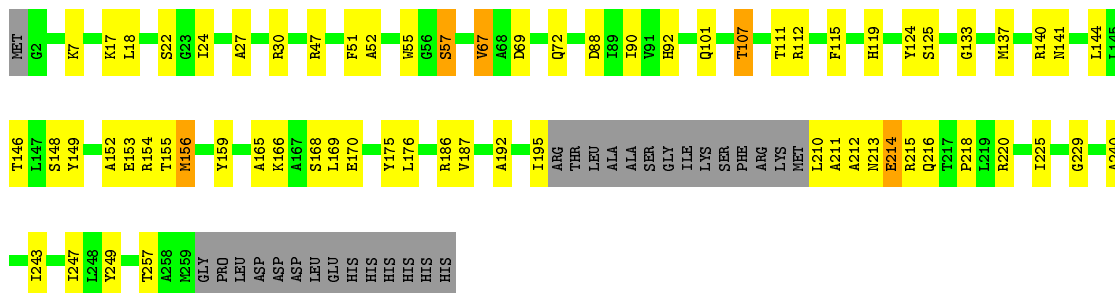 MET G2 K7 K17 L18 S22 G23 I24 A27 R30 R47 F51 A52 W55 G56 S57 V67 A68 D69 Q72 D88 I89 I90 V91 H92 Q101 T107 T111 R112 F115 H119 Y124 S125 G133 M137 R140 N141 L144 L145
T146 L147 S148 Y149 A152 E153 R154 T155 M156 Y159 A165 K166 A167 S168 L169 E170 Y175 L176 R186 V187 A192 I195 ARG THR LEU ALA ALA SER GLY ILE LYS SER PHE ARG LYS MET L210 A211 A212 N213 E214 R215 Q216 T217 P218 L219 R220 I225 G229 A240
I243 I247 L248 Y249 T257 A258 M259 GLY PRO LEU ASP ASP ASP LEU GLU HIS HIS HIS HIS HIS HIS